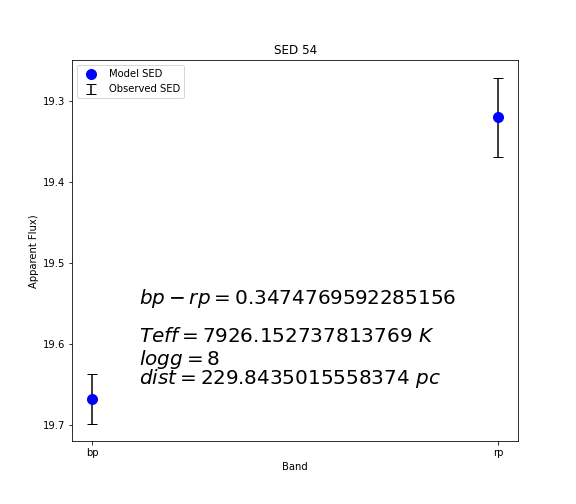 SED 54
Model SED
Observed SED
19.3
19.4
19.5
19.6
19.7
Apparent Flux)
bp − rp = 0.3474769592285156
Teff = 7926.152737813769 K
logg = 8
dist = 229.8435015558374 pc
bp
rp
Band